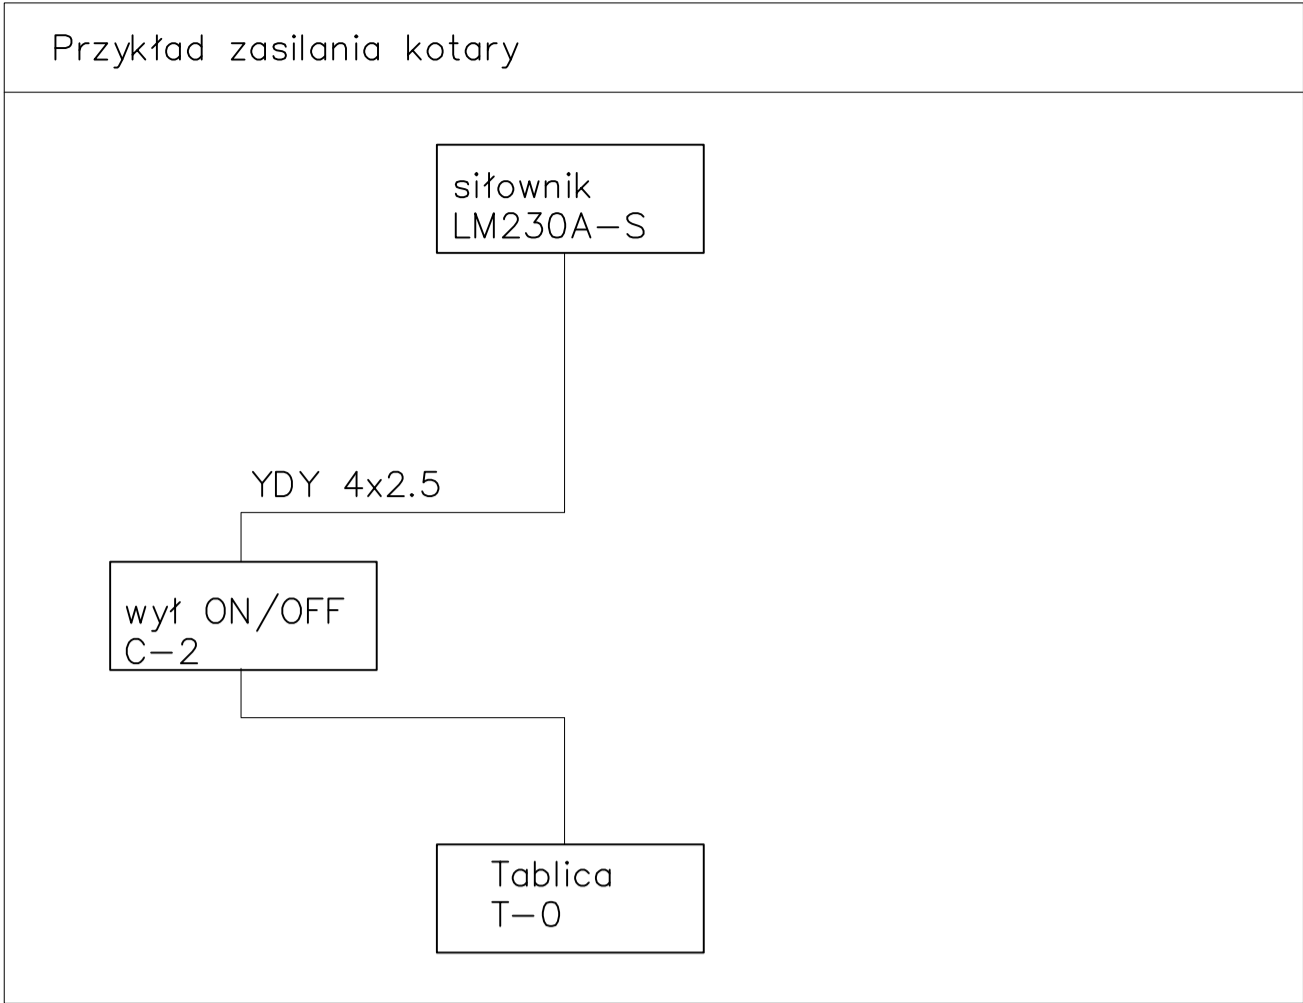 Przykład zasilania kotary
siłownik
LM230A-S
YDY 4x2.5
wył ON/OFF
C-2
Tablica
T-0